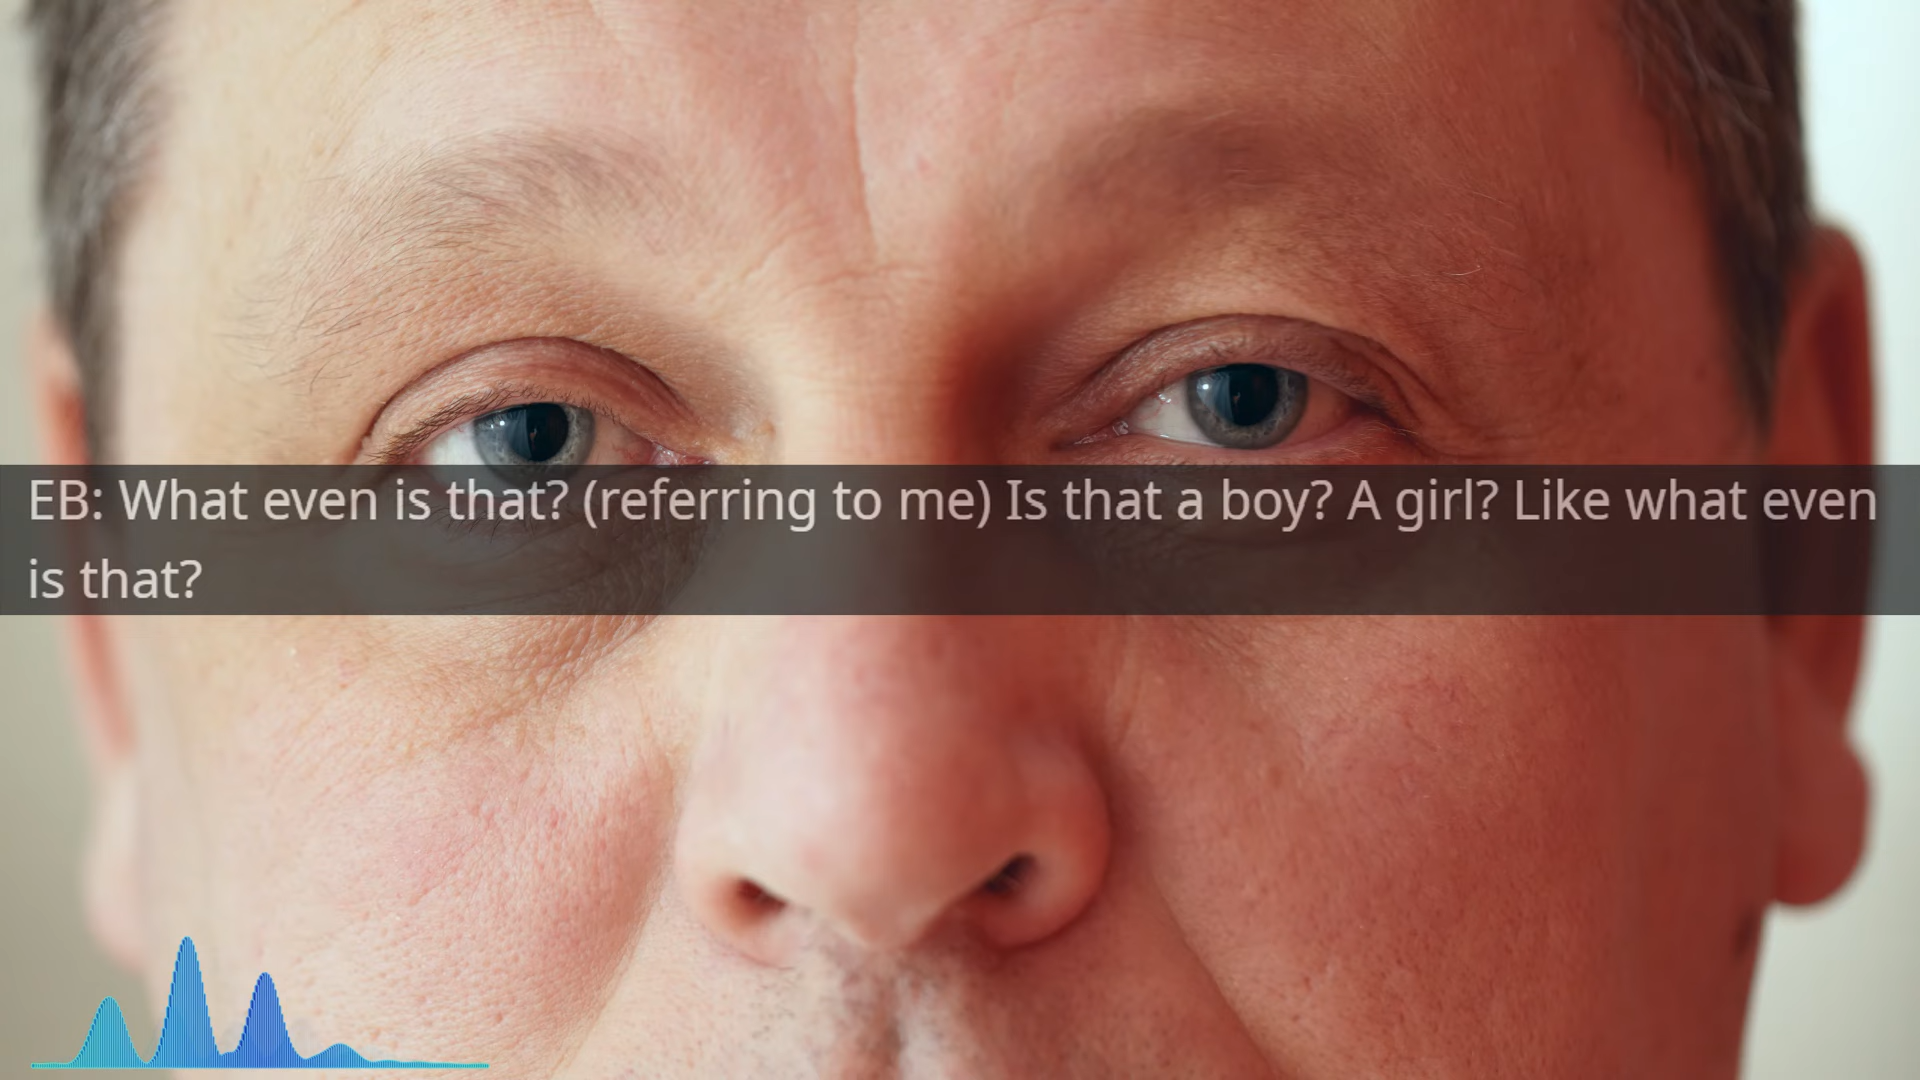 EB: What even is that? (referring to me) Is that a boy? A girl? Like what even
is that?